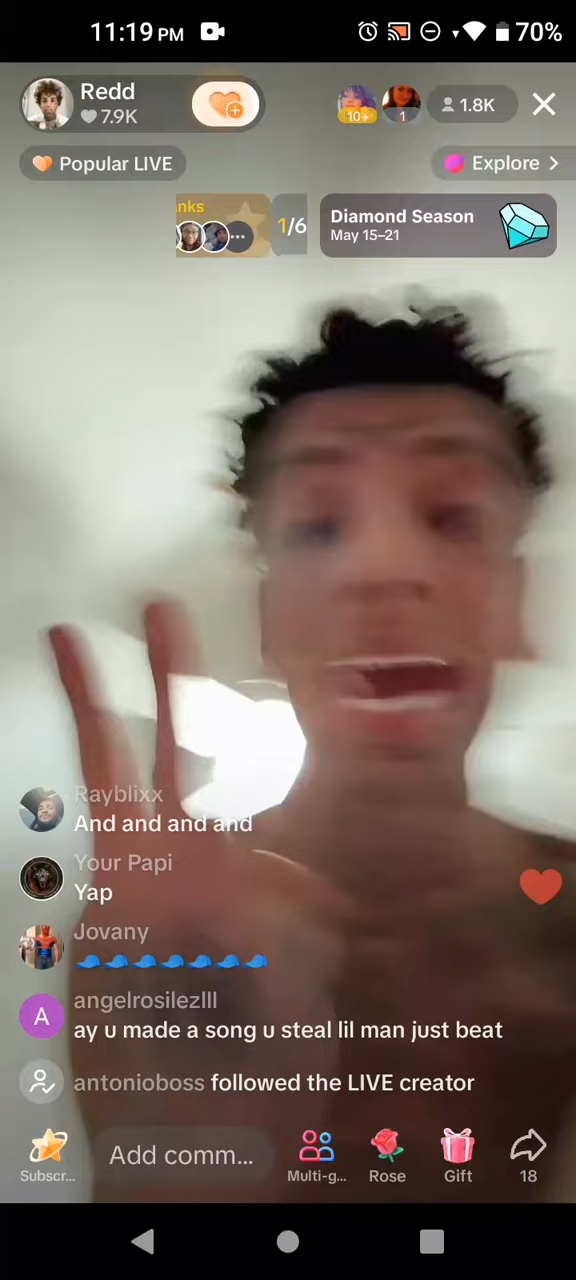 11:19 PM
70%
Redd
7.9K
10+
1
1.8K
Popular LIVE
Explore >
nks
1/6
Diamond Season
May 15–21
Rayblixx
And and and and
Your Papi
Yap
Jovany
angelrosilezlll
A
ay u made a song u steal lil man just beat
antonioboss followed the LIVE creator
Subscr...
Add comm...
Multi-g...
Rose
Gift
18